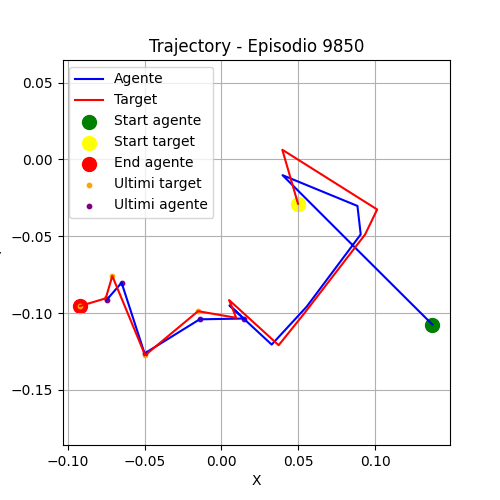 Trajectory - Episodio 9850
Agente
Target
Start agente
Start target
End agente
Ultimi target
Ultimi agente
0.05
0.00
−0.05
−0.10
−0.15
−0.10
−0.05
0.00
0.05
0.10
X